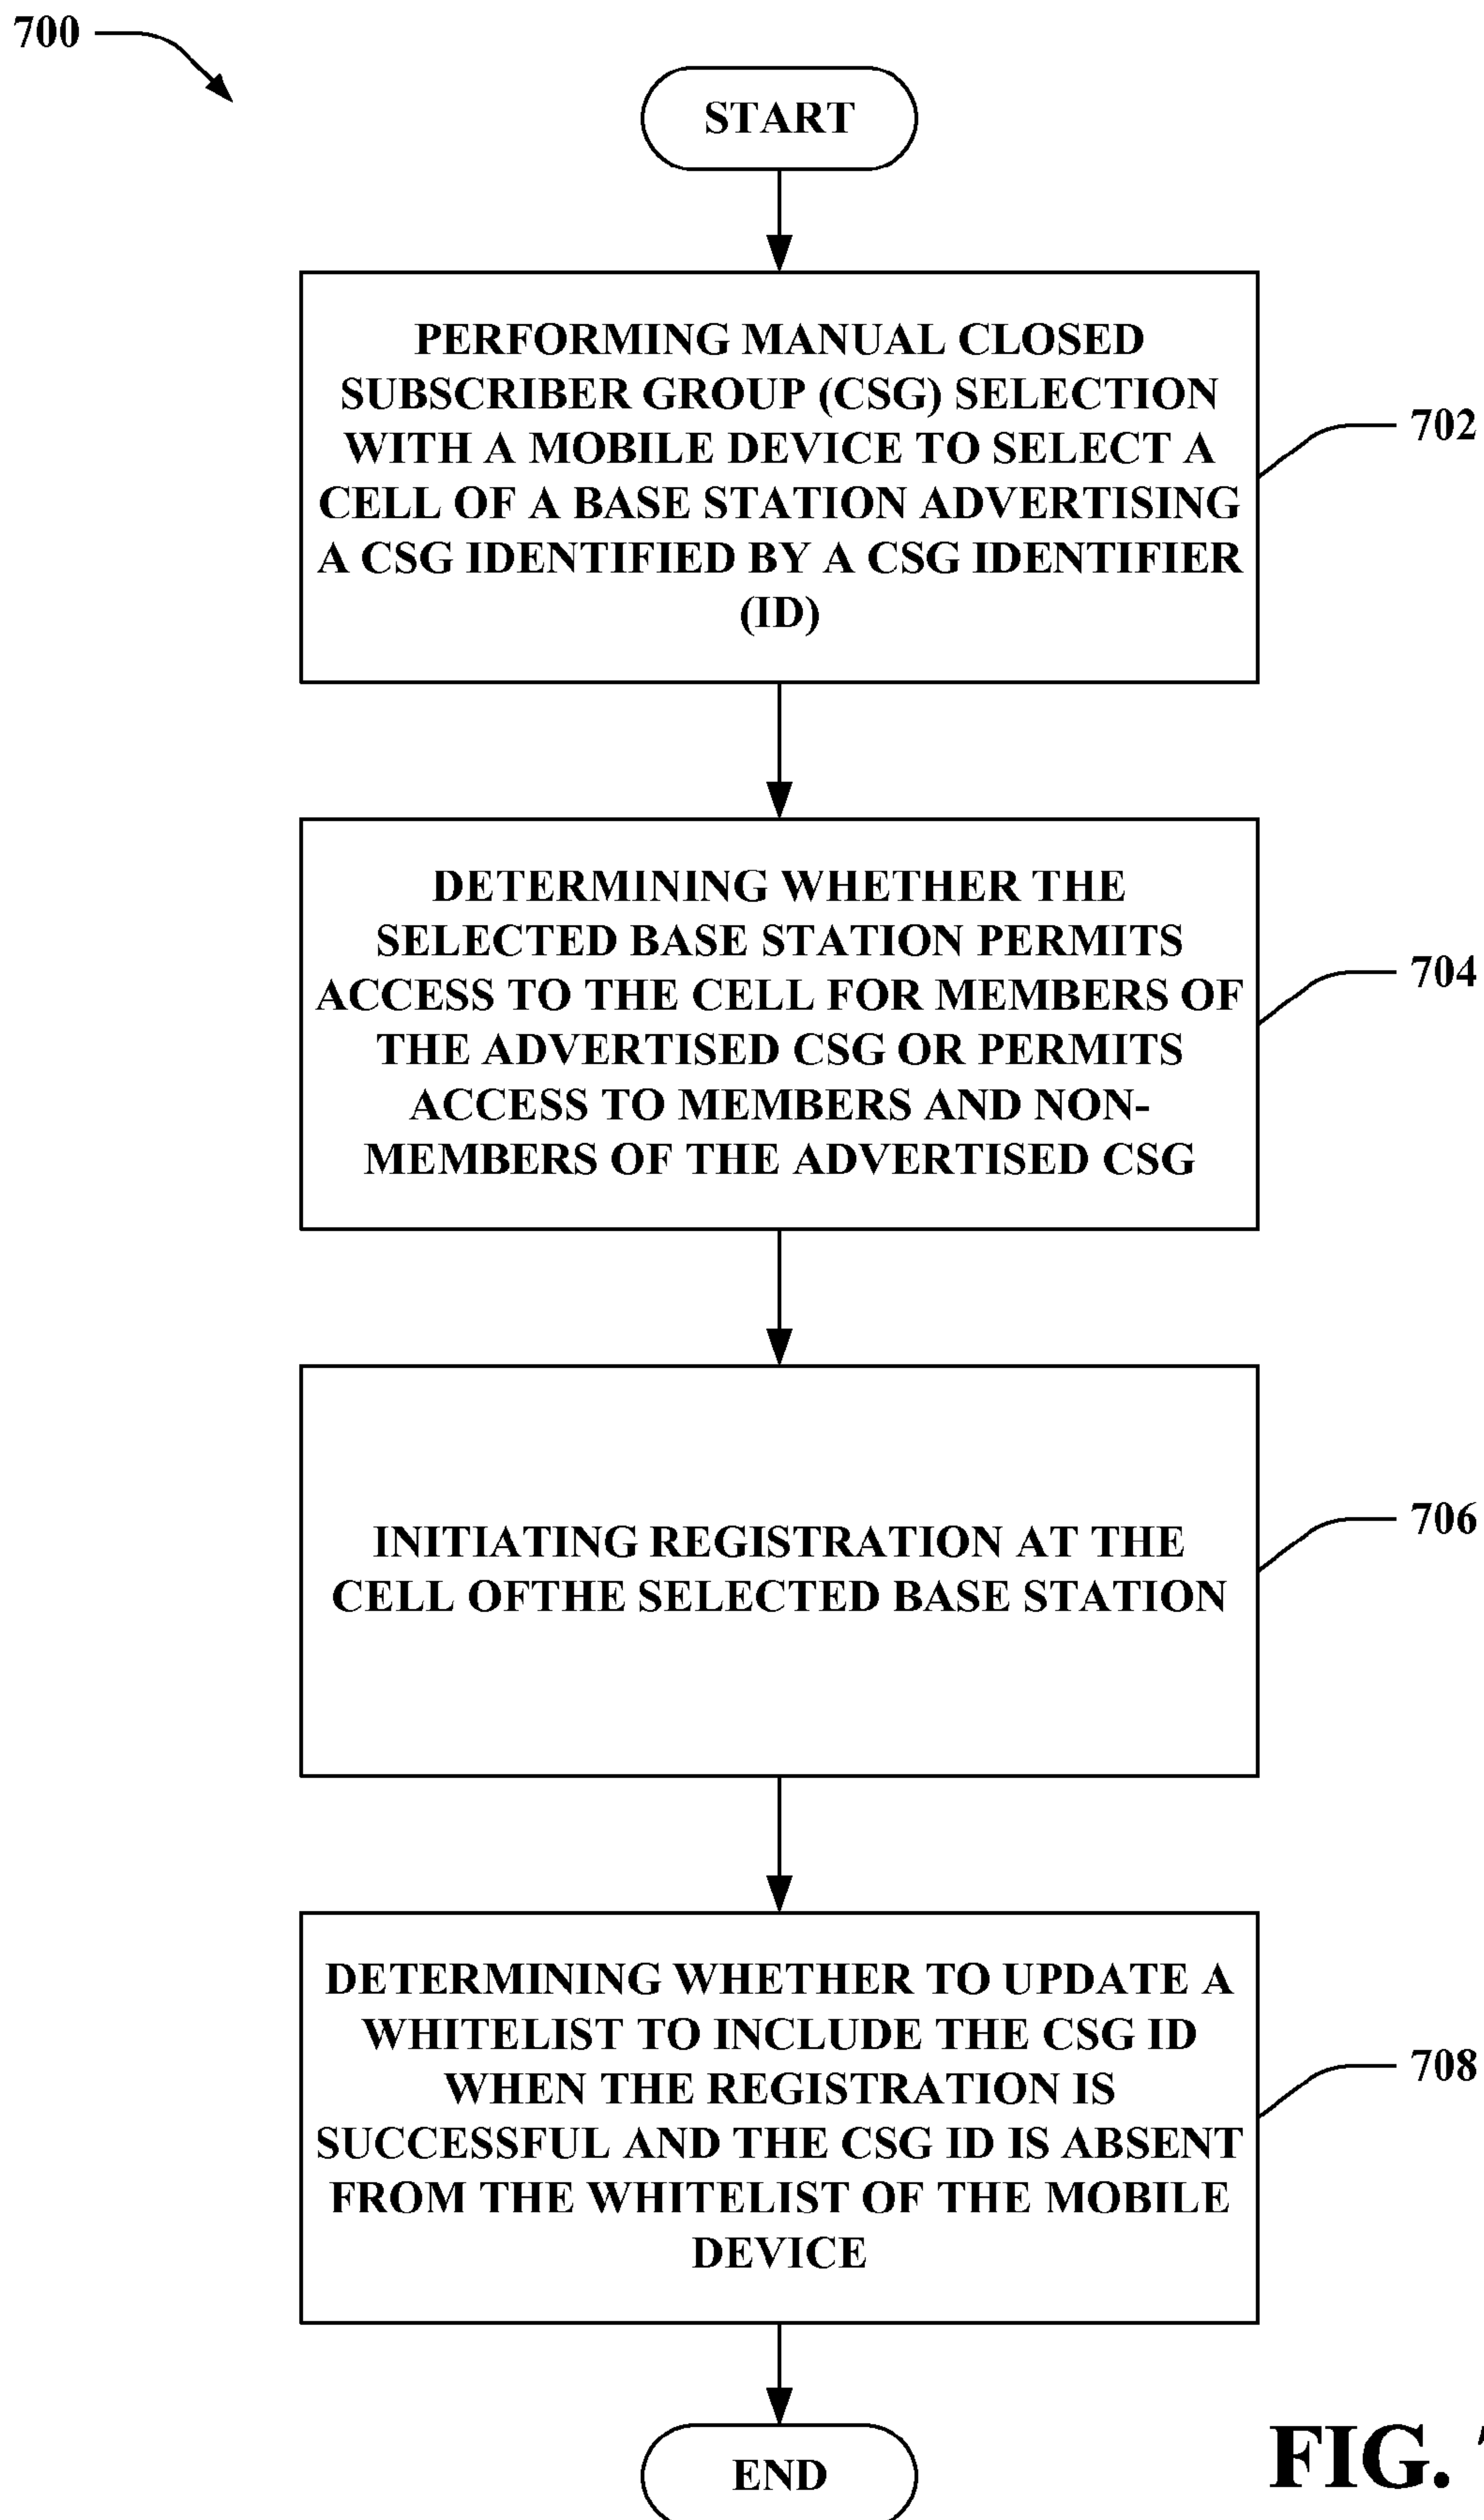 700
START
PERFORMING MANUAL CLOSED
SUBSCRIBER GROUP (CSG) SELECTION
WITH A MOBILE DEVICE TO SELECT A
CELL OF A BASE STATION ADVERTISING
A CSG IDENTIFIED BY A CSG IDENTIFIER
(ID)
702
DETERMINING WHETHER THE
SELECTED BASE STATION PERMITS
ACCESS TO THE CELL FOR MEMBERS OF
THE ADVERTISED CSG OR PERMITS
ACCESS TO MEMBERS AND NON-
MEMBERS OF THE ADVERTISED CSG
704
INITIATING REGISTRATION AT THE
CELL OFTHE SELECTED BASE STATION
706
DETERMINING WHETHER TO UPDATE A
WHITELIST TO INCLUDE THE CSG ID
WHEN THE REGISTRATION IS
SUCCESSFUL AND THE CSG ID IS ABSENT
FROM THE WHITELIST OF THE MOBILE
DEVICE
708
END
FIG.